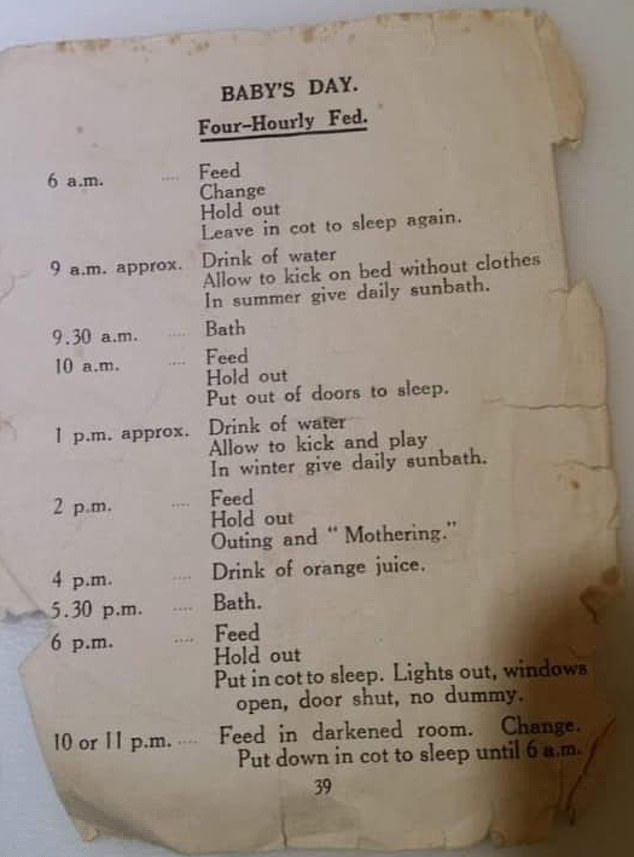 BABY'S DAY.
Four-Hourly Fed.
6 a.m. .... Feed
Change
Hold out
Leave in cot to sleep again.
9 a.m. approx. Drink of water
Allow to kick on bed without clothes
In summer give daily sunbath.
9.30 a.m. .... Bath
10 a.m. .... Feed
Hold out
Put out of doors to sleep.
1 p.m. approx. Drink of water
Allow to kick and play
In winter give daily sunbath.
2 p.m. .... Feed
Hold out
Outing and "Mothering."
4 p.m. .... Drink of orange juice.
5.30 p.m. .... Bath.
6 p.m. .... Feed
Hold out
Put in cot to sleep. Lights out, windows
open, door shut, no dummy.
10 or 11 p.m. .... Feed in darkened room. Change.
Put down in cot to sleep until 6 a.m.
39